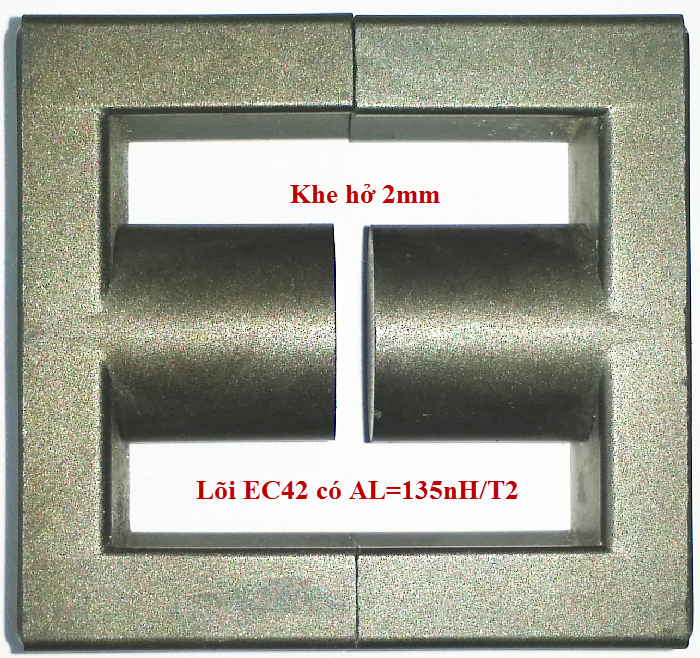 Khe hở 2mm
Lõi EC42 có AL=135nH/T2